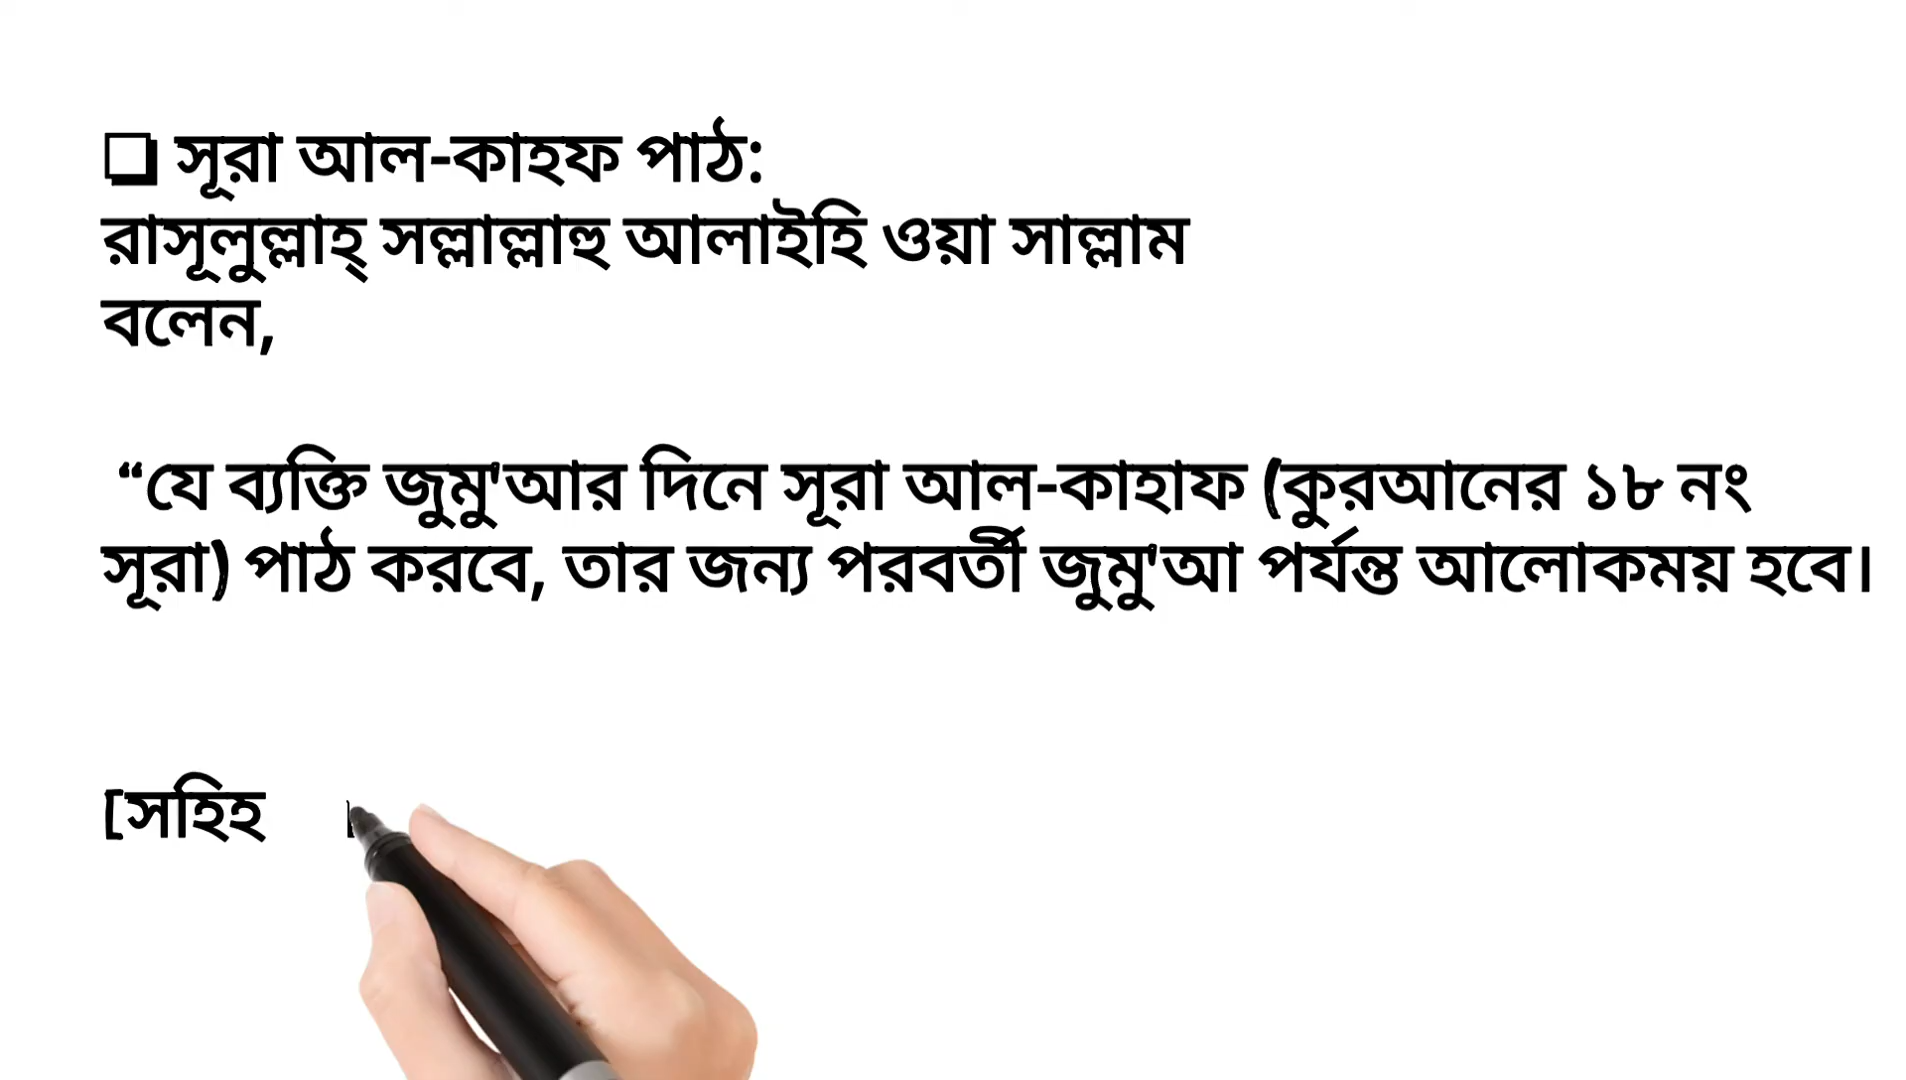 ❏ সূরা আল-কাহফ পাঠ:
রাসূলুল্লাহ্ সল্লাল্লাহু আলাইহি ওয়া সাল্লাম
বলেন,
“যে ব্যক্তি জুমু'আর দিনে সূরা আল-কাহাফ (কুরআনের ১৮ নং
সূরা) পাঠ করবে, তার জন্য পরবর্তী জুমু'আ পর্যন্ত আলোকময় হবে।
[সহিহ